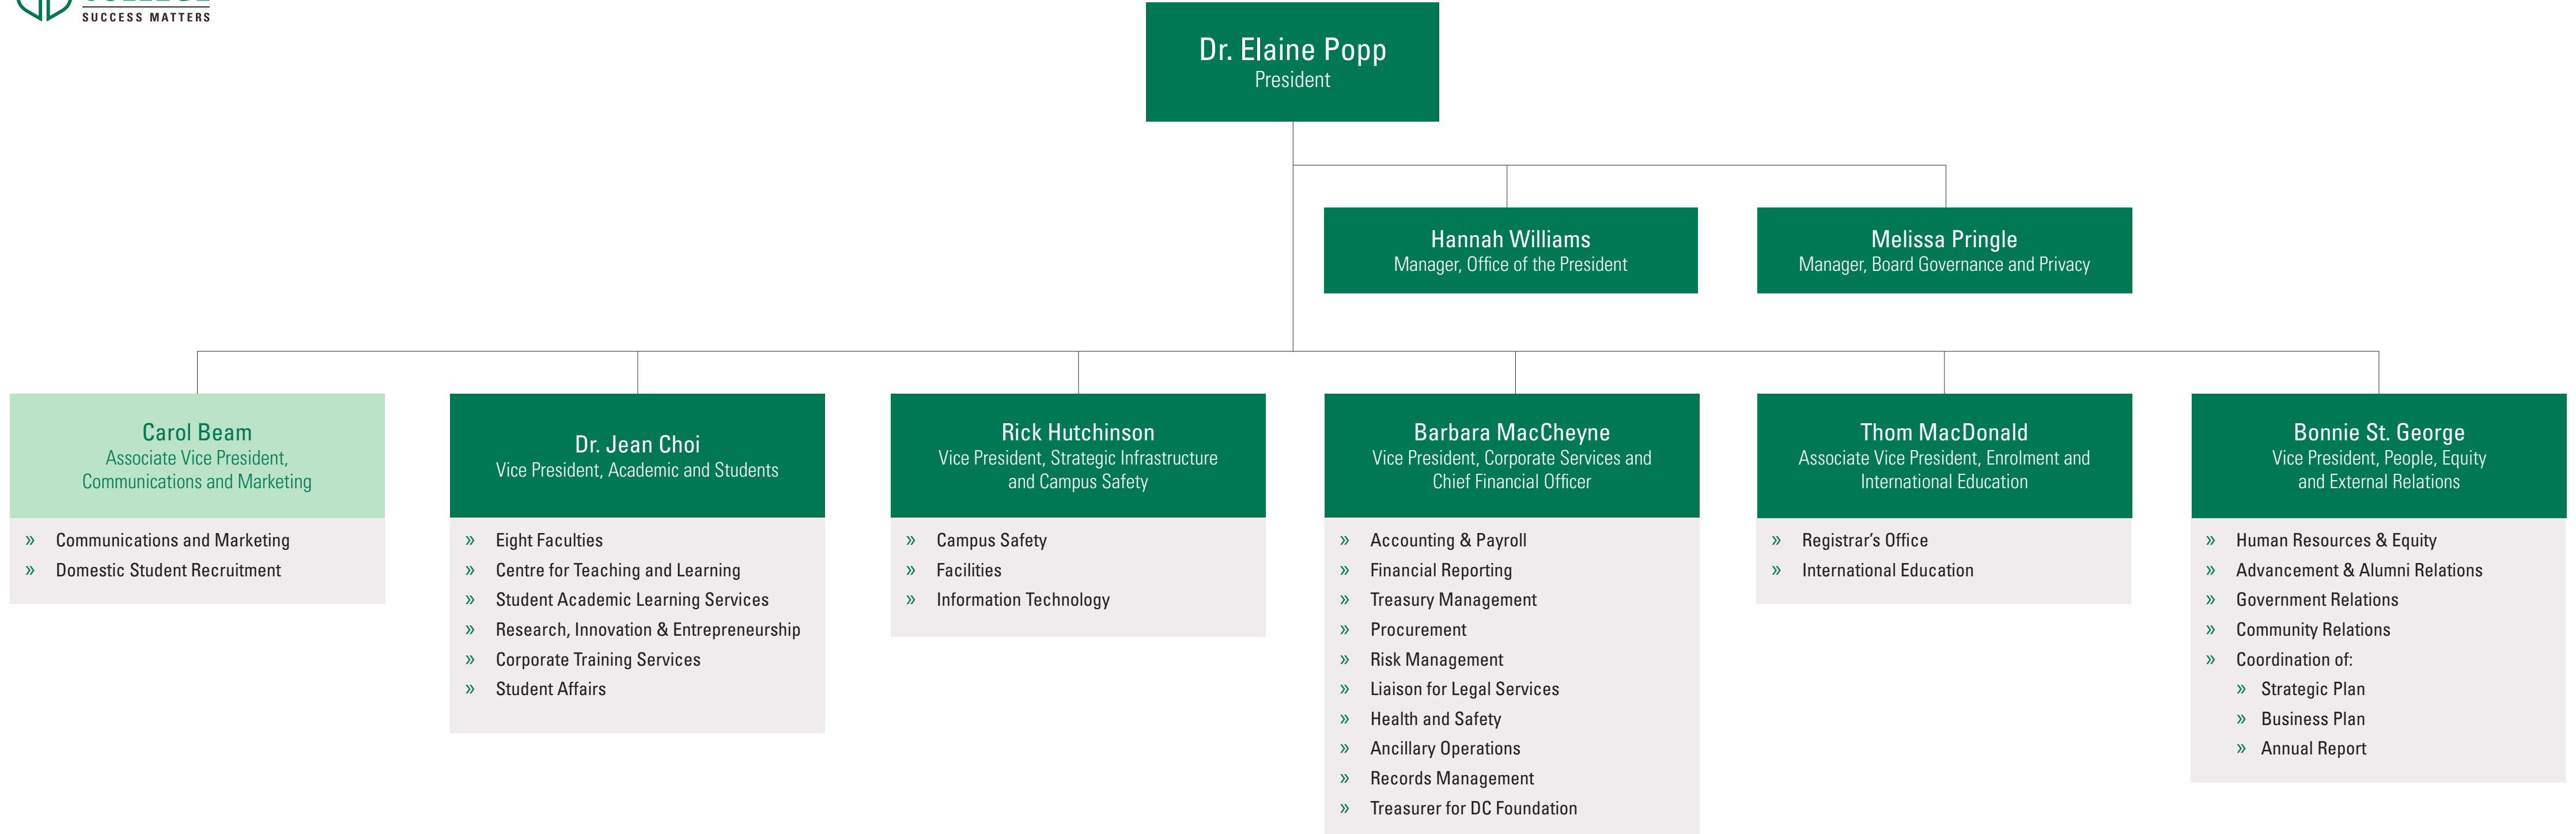 SUCCESS MATTERS
Dr. Elaine Popp
President
Hannah Williams
Manager, Office of the President
Melissa Pringle
Manager, Board Governance and Privacy
Carol Beam
Associate Vice President,
Communications and Marketing
» Communications and Marketing
» Domestic Student Recruitment
Dr. Jean Choi
Vice President, Academic and Students
» Eight Faculties
» Centre for Teaching and Learning
» Student Academic Learning Services
» Research, Innovation & Entrepreneurship
» Corporate Training Services
» Student Affairs
Rick Hutchinson
Vice President, Strategic Infrastructure
and Campus Safety
» Campus Safety
» Facilities
» Information Technology
Barbara MacCheyne
Vice President, Corporate Services and
Chief Financial Officer
» Accounting & Payroll
» Financial Reporting
» Treasury Management
» Procurement
» Risk Management
» Liaison for Legal Services
» Health and Safety
» Ancillary Operations
» Records Management
» Treasurer for DC Foundation
Thom MacDonald
Associate Vice President, Enrolment and
International Education
» Registrar’s Office
» International Education
Bonnie St. George
Vice President, People, Equity
and External Relations
» Human Resources & Equity
» Advancement & Alumni Relations
» Government Relations
» Community Relations
» Coordination of:
» Strategic Plan
» Business Plan
» Annual Report